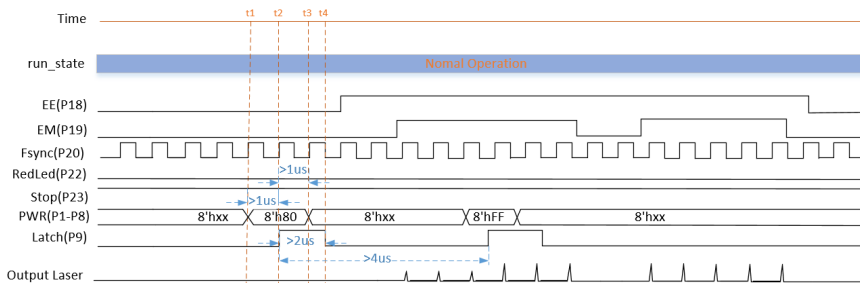 Time t1 t2 t3 t4
run_state Nomal Operation
EE(P18)
EM(P19)
Fsync(P20)
RedLed(P22) >1us
Stop(P23) >1us
PWR(P1-P8) 8'hxx 8'h80 8'hxx 8'hFF 8'hxx
Latch(P9) >2us
>4us
Output Laser